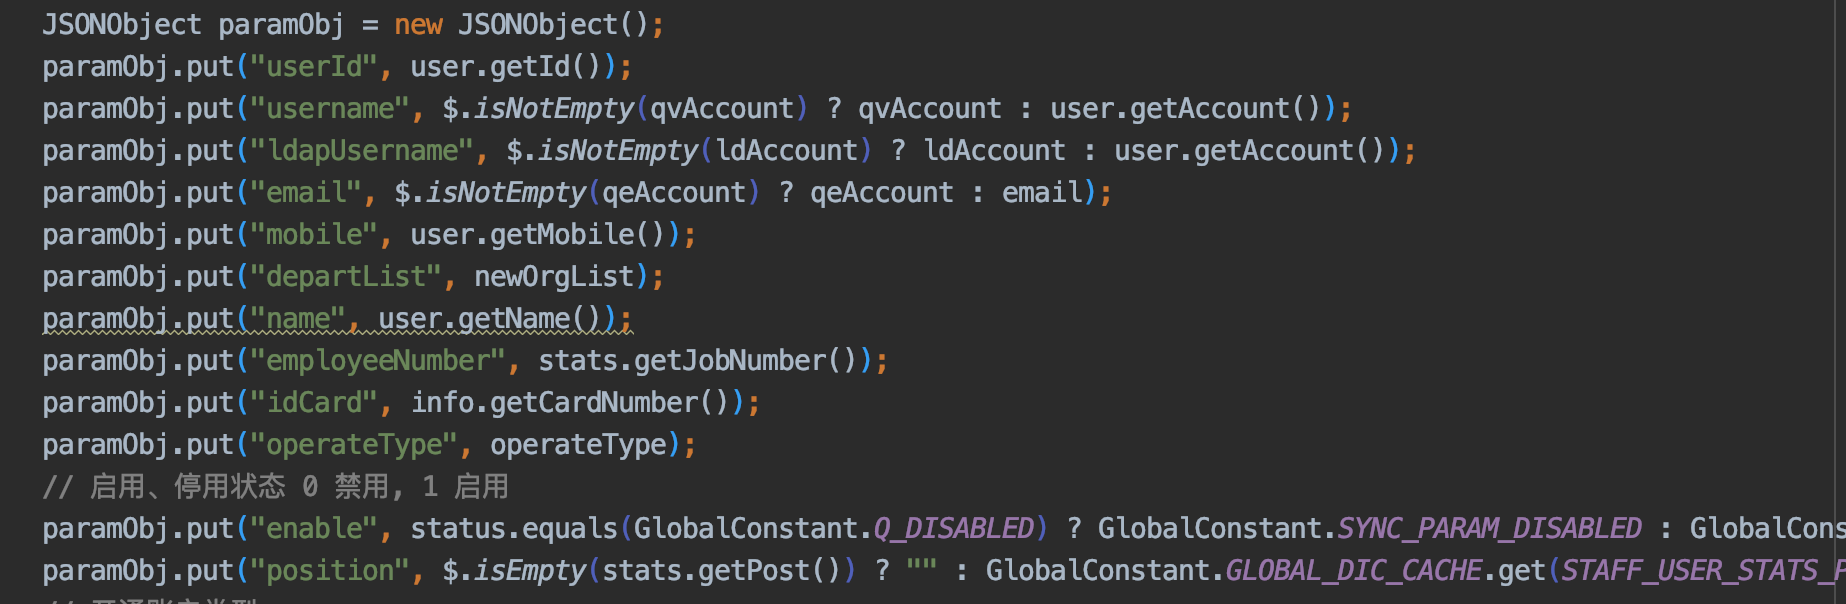 JSONObject paramObj = new JSONObject();
paramObj.put("userId", user.getId());
paramObj.put("username", $.isNotEmpty(qvAccount) ? qvAccount : user.getAccount());
paramObj.put("ldapUsername", $.isNotEmpty(ldAccount) ? ldAccount : user.getAccount());
paramObj.put("email", $.isNotEmpty(qeAccount) ? qeAccount : email);
paramObj.put("mobile", user.getMobile());
paramObj.put("departList", newOrgList);
paramObj.put("name", user.getName());
paramObj.put("employeeNumber", stats.getJobNumber());
paramObj.put("idCard", info.getCardNumber());
paramObj.put("operateType", operateType);
// 启用、停用状态 0 禁用, 1 启用
paramObj.put("enable", status.equals(GlobalConstant.Q_DISABLED) ? GlobalConstant.SYNC_PARAM_DISABLED : GlobalCons
paramObj.put("position", $.isEmpty(stats.getPost()) ? "" : GlobalConstant.GLOBAL_DIC_CACHE.get(STAFF_USER_STATS_P